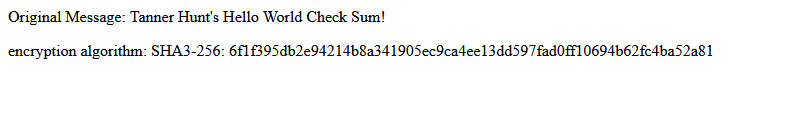 Original Message: Tanner Hunt's Hello World Check Sum!
encryption algorithm: SHA3-256: 6f1f395db2e94214b8a341905ec9ca4ee13dd597fad0ff10694b62fc4ba52a81